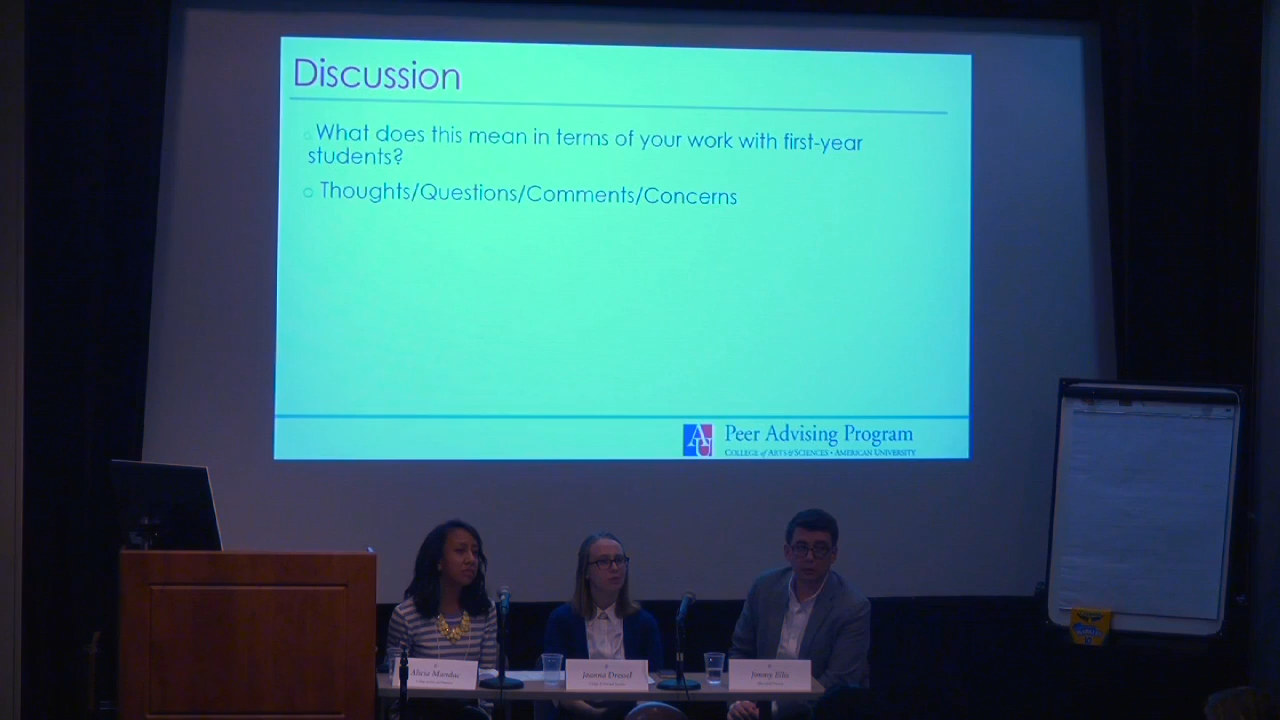 Discussion
What does this mean in terms of your work with first-year
students?
Thoughts/Questions/Comments/Concerns
AU
Peer Advising Program
COLLEGE of ARTS & SCIENCES • AMERICAN UNIVERSITY
Jimmy Ellis